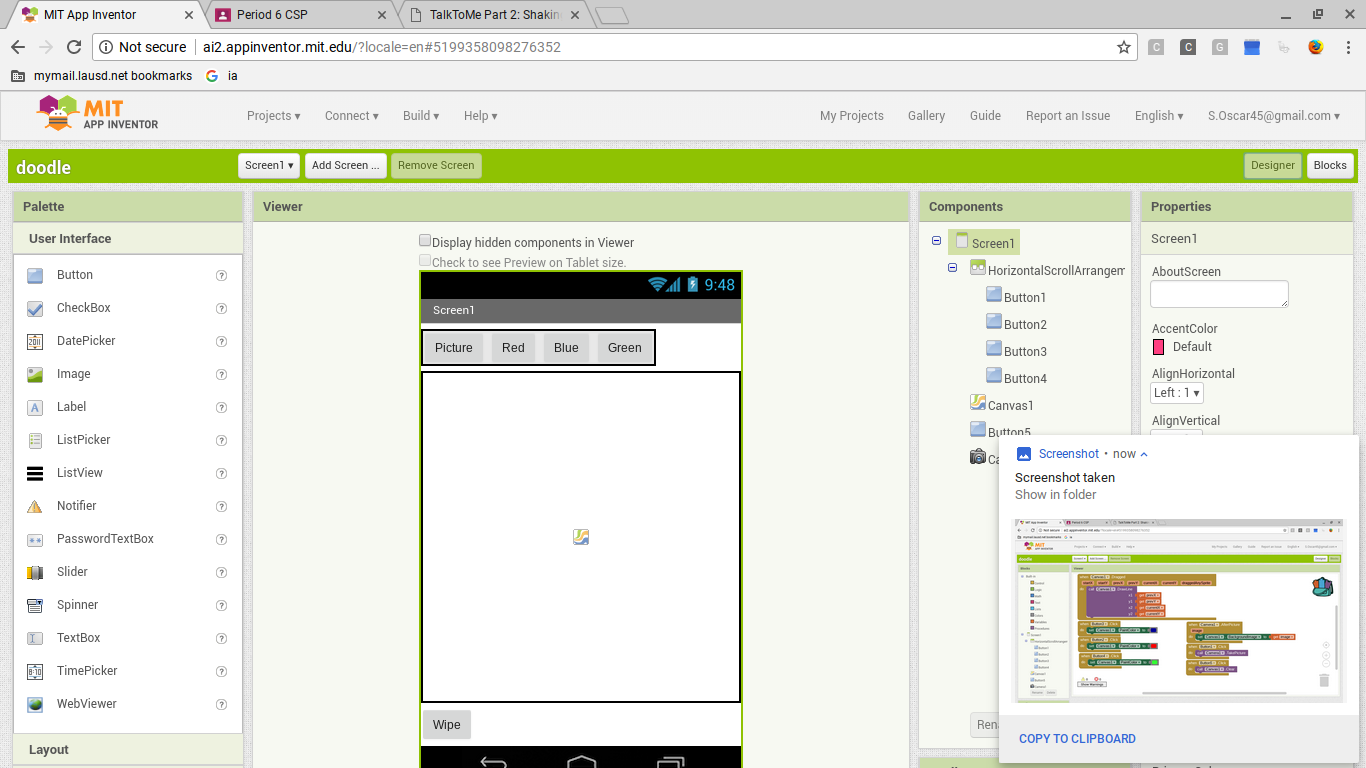 MIT App Inventor
Period 6 CSP
TalkToMe Part 2: Shakin
Not secure
ai2.appinventor.mit.edu/?locale=en#5199358098276352
mymail.lausd.net bookmarks
ia
MIT
APP INVENTOR
Projects ▾
Connect ▾
Build ▾
Help ▾
My Projects
Gallery
Guide
Report an Issue
English ▾
S.Oscar45@gmail.com ▾
doodle
Screen1 ▾
Add Screen ...
Remove Screen
Designer
Blocks
Palette
User Interface
Button
CheckBox
DatePicker
Image
Label
ListPicker
ListView
Notifier
PasswordTextBox
Slider
Spinner
TextBox
TimePicker
WebViewer
Layout
Viewer
Display hidden components in Viewer
Check to see Preview on Tablet size.
9:48
Screen1
Picture
Red
Blue
Green
Wipe
Components
Screen1
HorizontalScrollArrangem
Button1
Button2
Button3
Button4
Canvas1
Button5
Ca
Rena
Properties
Screen1
AboutScreen
AccentColor
Default
AlignHorizontal
Left : 1 ▾
AlignVertical
Screenshot • now
Screenshot taken
Show in folder
COPY TO CLIPBOARD